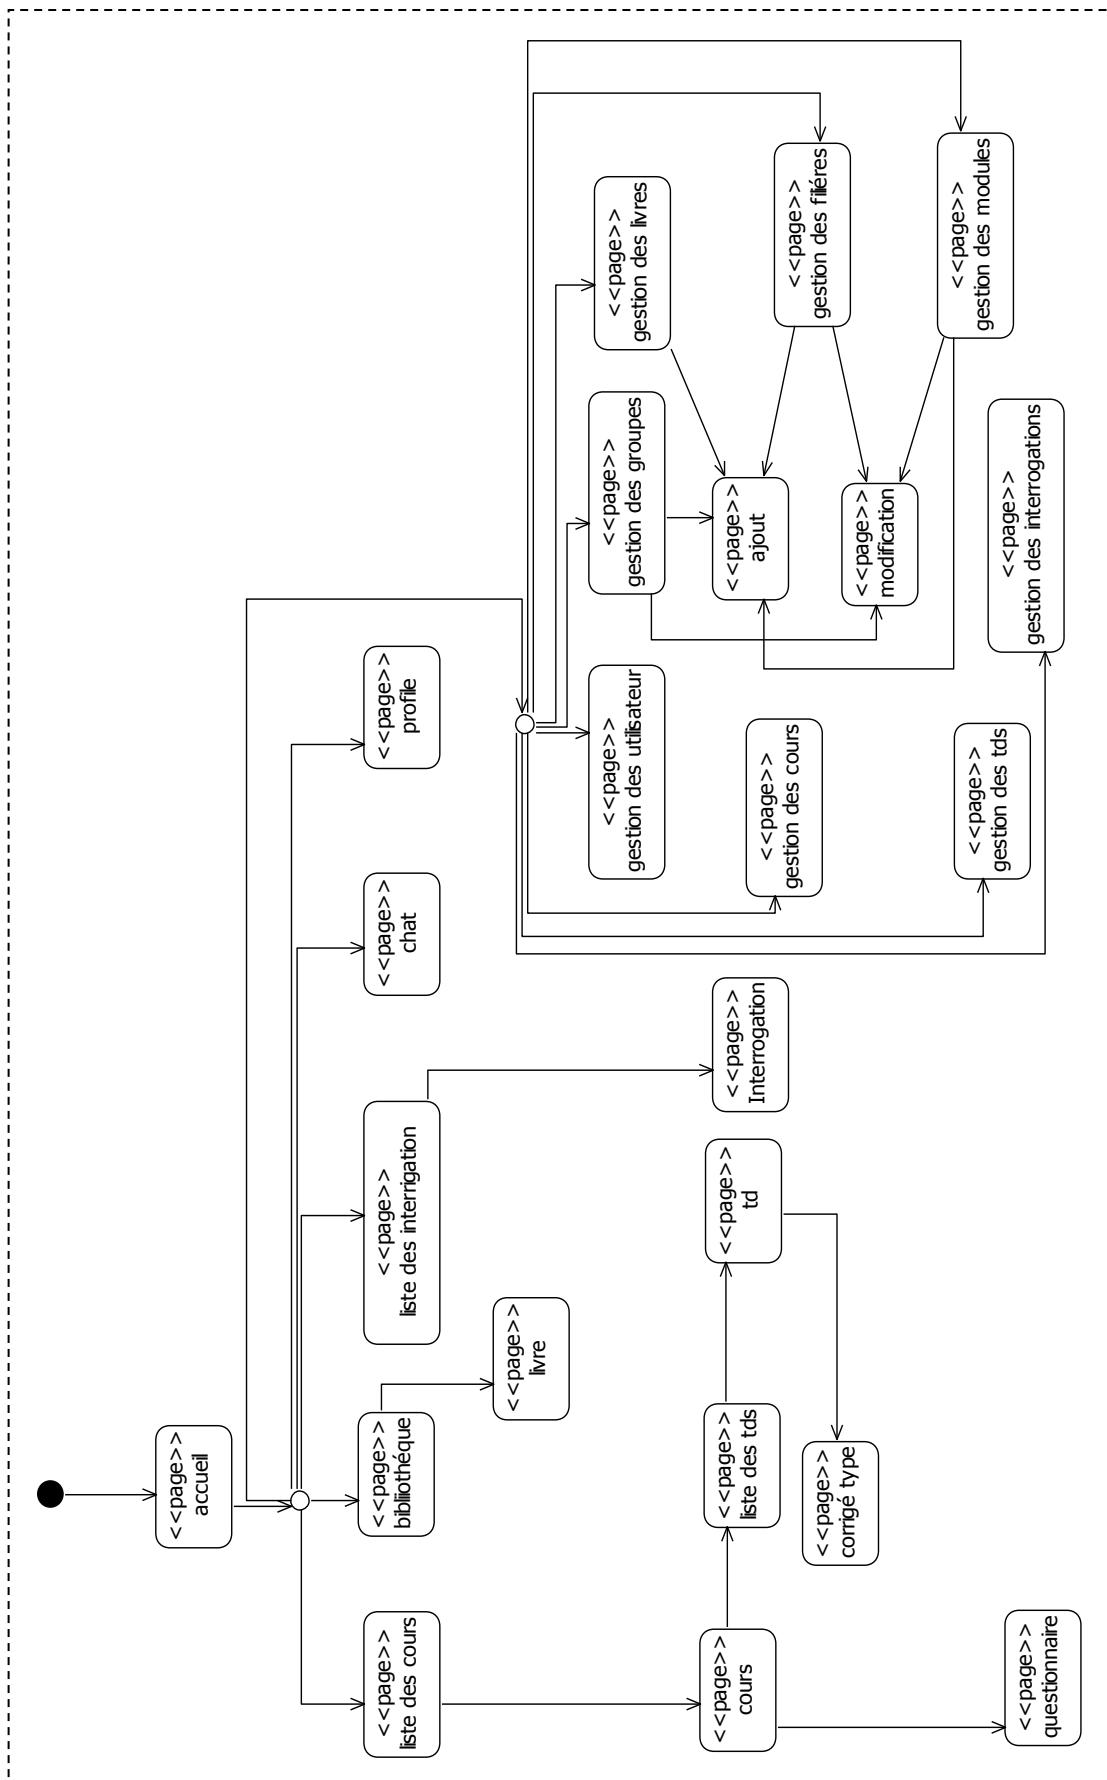 <<page>>
accueil
<<page>>
liste des cours
<<page>>
bibliothéque
<<page>>
liste des interrigation
<<page>>
chat
<<page>>
profile
<<page>>
livre
<<page>>
gestion des utilisateur
<<page>>
gestion des groupes
<<page>>
gestion des livres
<<page>>
cours
<<page>>
liste des tds
<<page>>
td
<<page>>
Interrogation
<<page>>
ajout
<<page>>
gestion des cours
<<page>>
gestion des filiéres
<<page>>
corrigé type
<<page>>
modification
<<page>>
gestion des modules
<<page>>
gestion des tds
<<page>>
gestion des interrogations
<<page>>
questionnaire